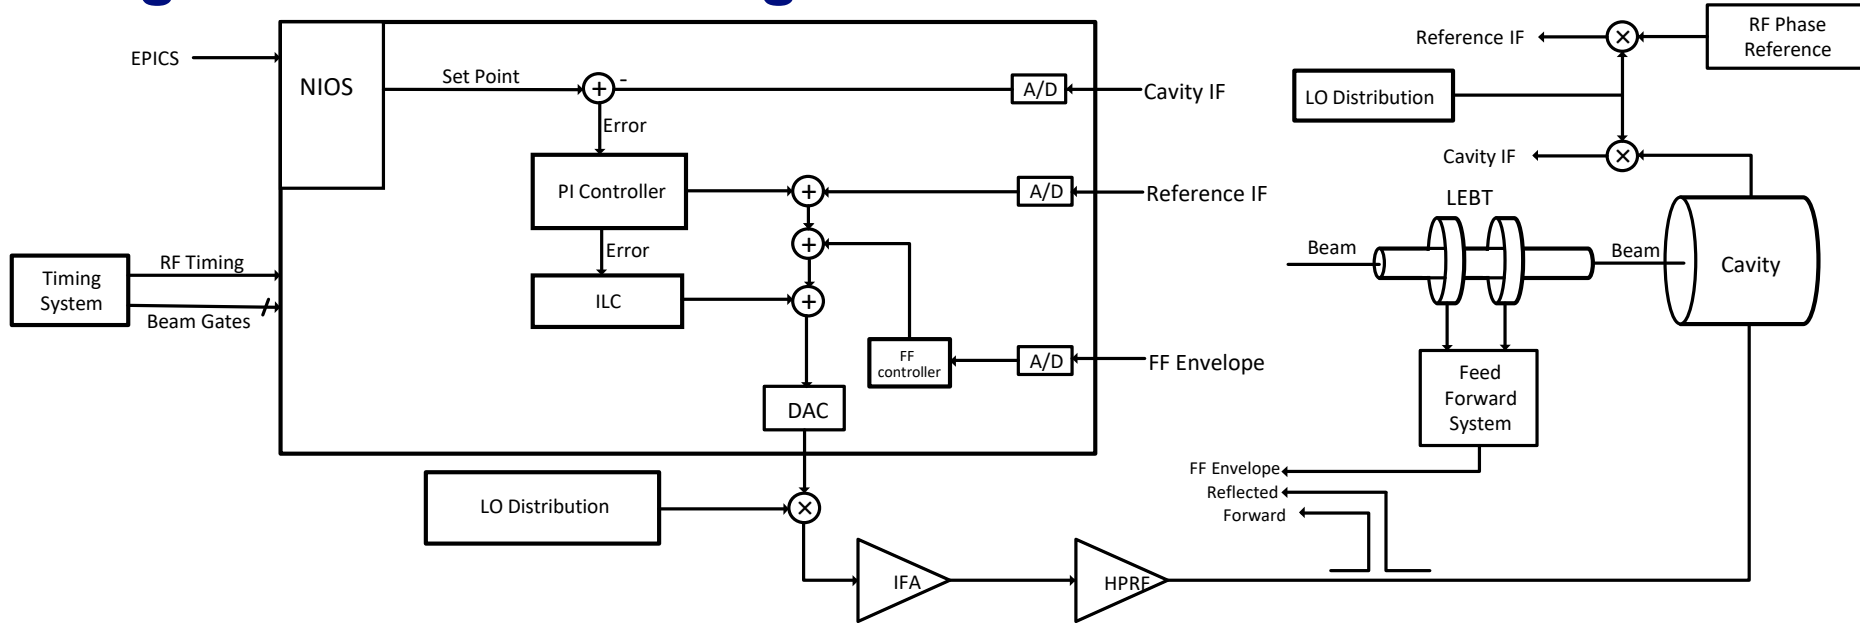 EPICS
NIOS
Set Point
+
-
A/D
Cavity IF
Error
PI Controller
+
A/D
Reference IF
+
Error
ILC
+
Timing
System
RF Timing
Beam Gates
FF
controller
A/D
FF Envelope
DAC
LO Distribution
×
IFA
HPRF
Reference IF
×
RF Phase
Reference
LO Distribution
Cavity IF
×
LEBT
Beam
Beam
Cavity
Feed
Forward
System
FF Envelope
Reflected
Forward